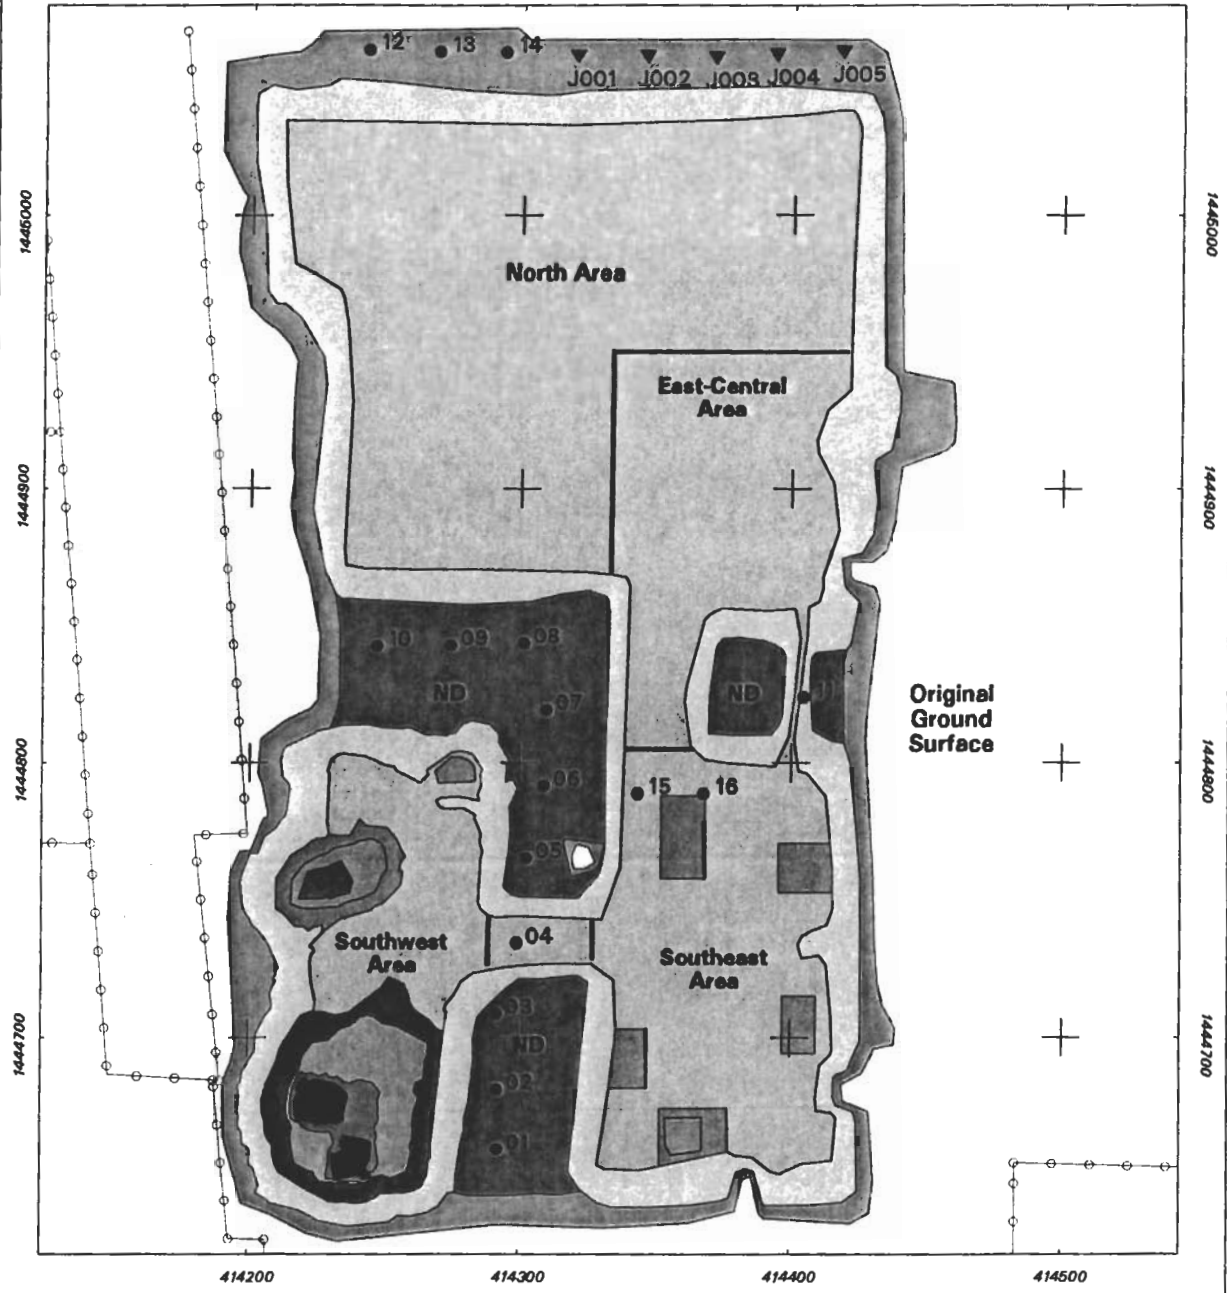 12
13
14
J001
J002
J003
J004
J005
1445000
1445000
North Area
East-Central
Area
1444900
1444900
10
09
08
ND
07
ND
11
Original
Ground
Surface
1444800
1444800
06
15
16
05
04
Southwest
Area
Southeast
Area
03
ND
1444700
1444700
02
01
414200
414300
414400
414500